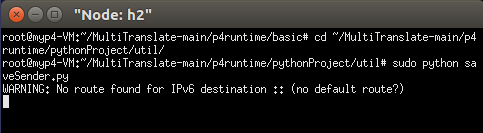 "Node: h2"
root@myp4-VM:~/MultiTranslate-main/p4runtime/basic# cd ~/MultiTranslate-main/p4
runtime/pythonProject/util/
root@myp4-VM:~/MultiTranslate-main/p4runtime/pythonProject/util# sudo python sa
veSender.py
WARNING: No route found for IPv6 destination :: (no default route?)